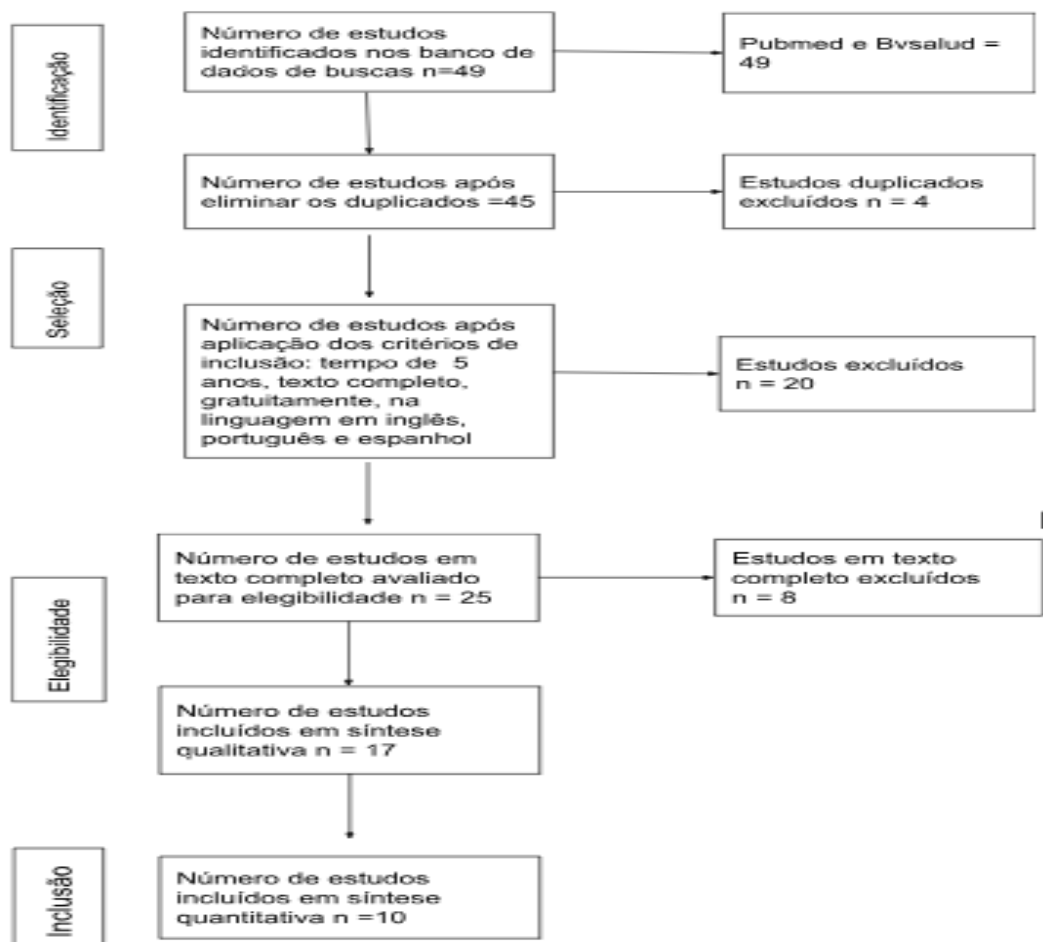 Identificação
Número de estudos
identificados nos banco de
dados de buscas n=49
Pubmed e Bvsalud =
49
Número de estudos após
eliminar os duplicados =45
Estudos duplicados
excluídos n = 4
Seleção
Número de estudos após
aplicação dos critérios de
inclusão: tempo de 5
anos, texto completo,
gratuitamente, na
linguagem em inglês,
português e espanhol
Estudos excluídos
n = 20
Elegibilidade
Número de estudos em
texto completo avaliado
para elegibilidade n = 25
Estudos em texto
completo excluídos
n = 8
Número de estudos
incluídos em síntese
qualitativa n = 17
Inclusão
Número de estudos
incluídos em síntese
quantitativa n =10